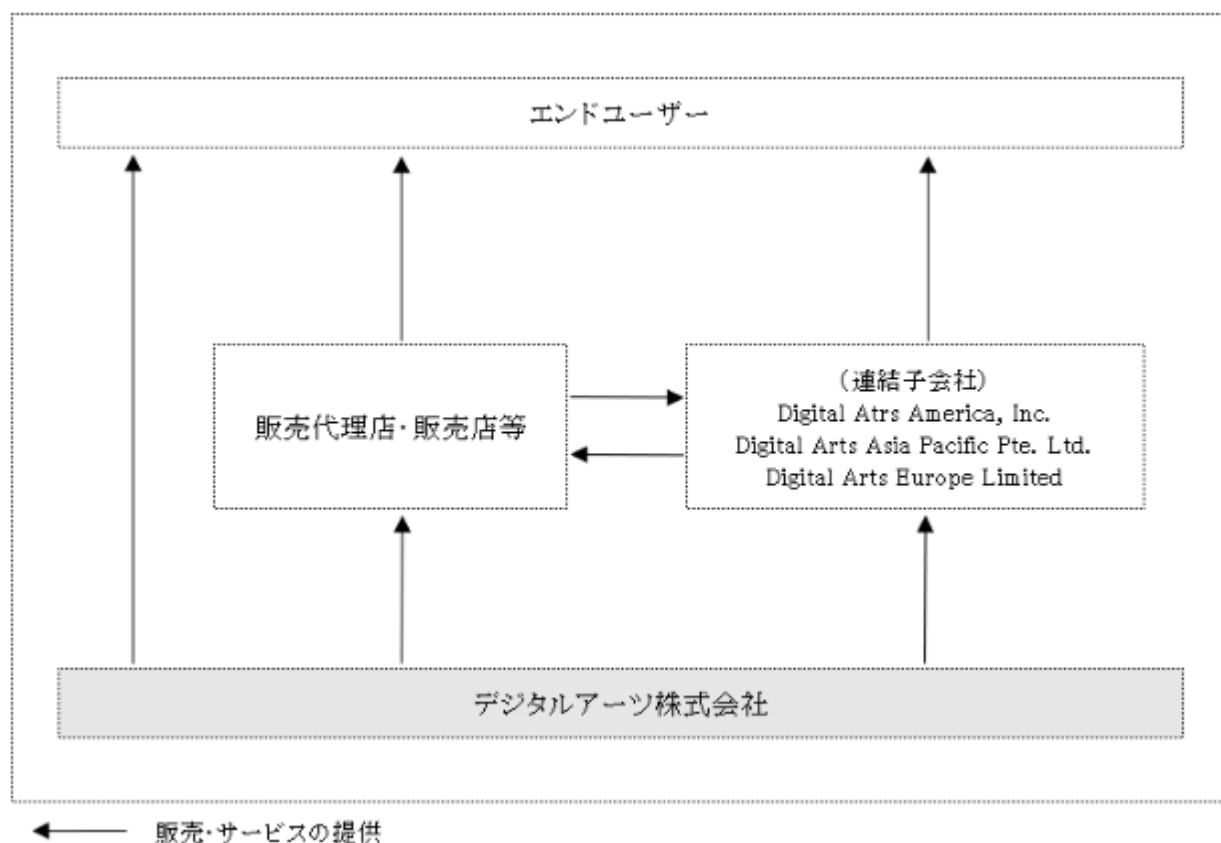 エンドユーザー
販売代理店・販売店等
(連結子会社)
Digital Atrs America, Inc.
Digital Arts Asia Pacific Pte. Ltd.
Digital Arts Europe Limited
デジタルアーツ株式会社
販売・サービスの提供